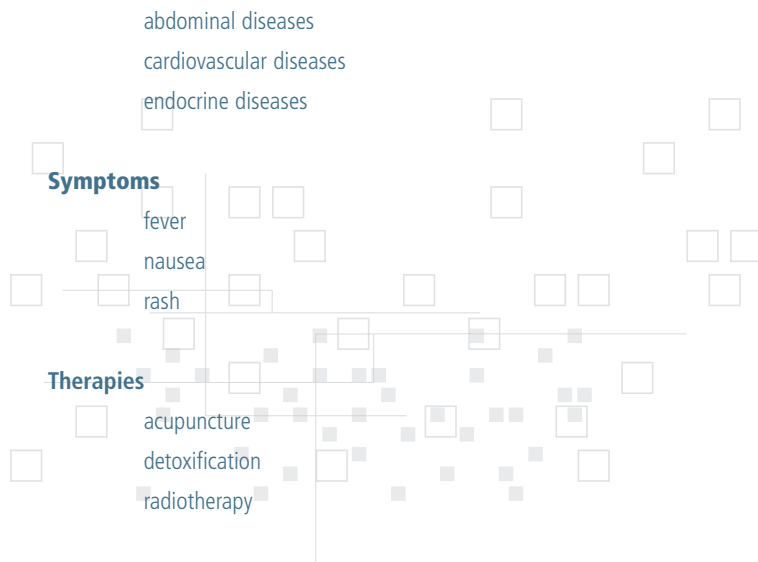 abdominal diseases
cardiovascular diseases
endocrine diseases
Symptoms
fever
nausea
rash
Therapies
acupuncture
detoxification
radiotherapy